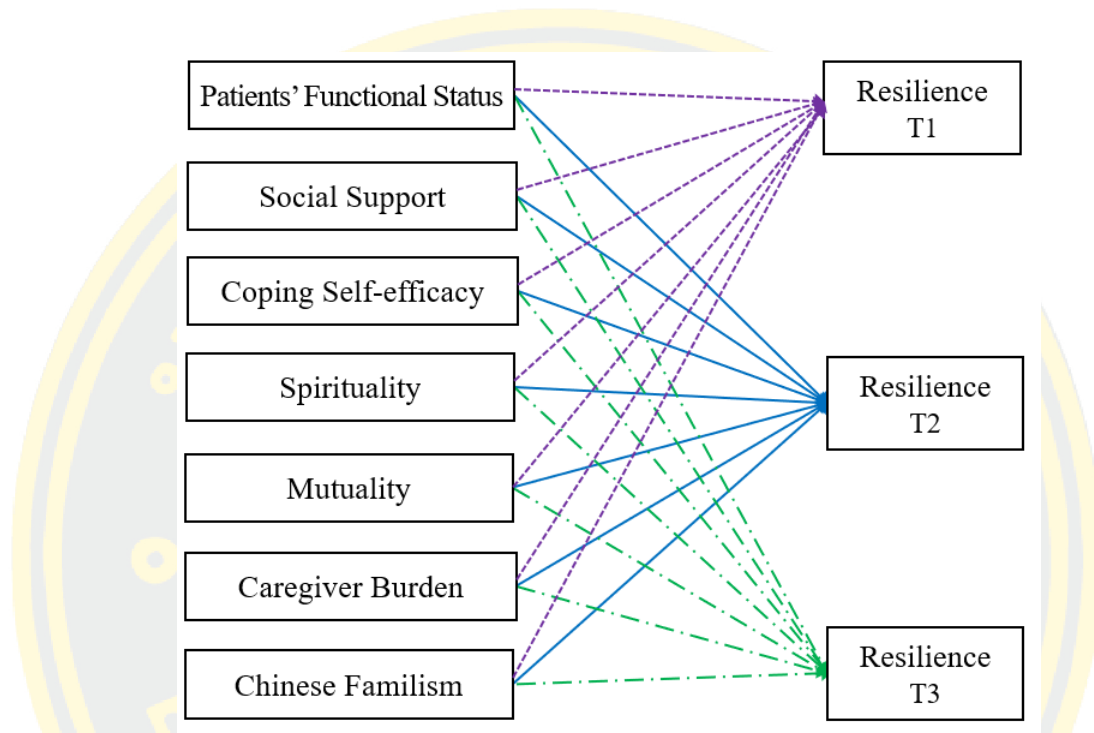 Patients' Functional Status
Social Support
Coping Self-efficacy
Spirituality
Mutuality
Caregiver Burden
Chinese Familism
Resilience
T1
Resilience
T2
Resilience
T3